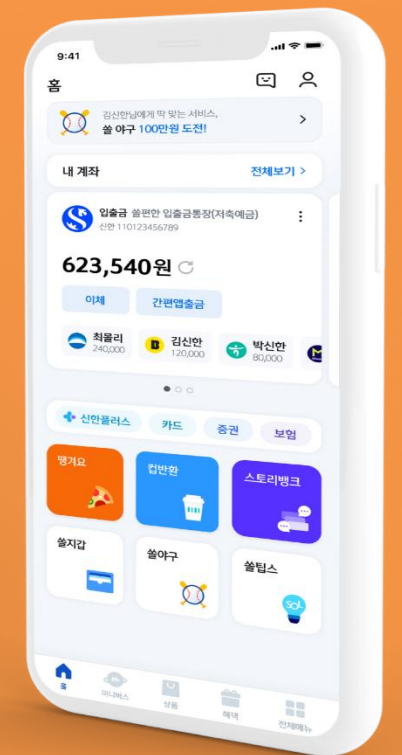 9:41
홈
김신한님에게 딱 맞는 서비스,
쏠 야구 100만원 도전!
내 계좌
전체보기 >
입출금 쏠편한 입출금통장(저축예금)
신한 110123456789
623,540원
이체
간편앱출금
최몰리
240,000
김신한
120,000
박신한
80,000
신한플러스
카드
증권
보험
땡겨요
컵반환
스토리뱅크
쏠지갑
쏠야구
쏠팁스
SOL
홈
유니버스
상품
혜택
전체메뉴